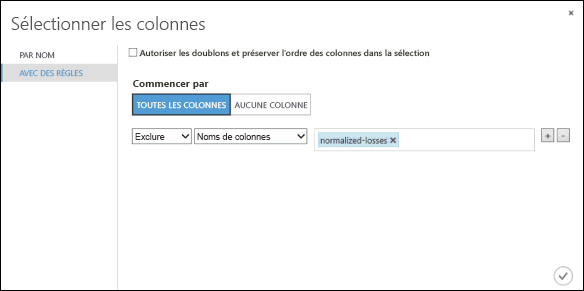 Sélectionner les colonnes
PAR NOM
AVEC DES RÈGLES
Autoriser les doublons et préserver l'ordre des colonnes dans la sélection
Commencer par
TOUTES LES COLONNES AUCUNE COLONNE
Exclure Noms de colonnes normalized-losses × + -